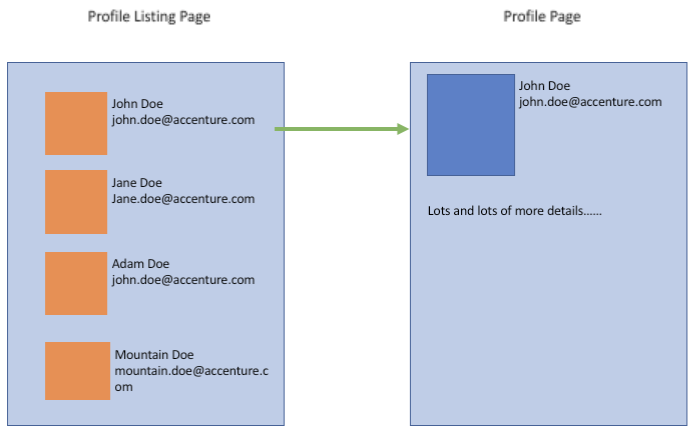 Profile Listing Page
Profile Page
John Doe
john.doe@accenture.com
Jane Doe
Jane.doe@accenture.com
Adam Doe
john.doe@accenture.com
Mountain Doe
mountain.doe@accenture.c
om
John Doe
john.doe@accenture.com
Lots and lots of more details......